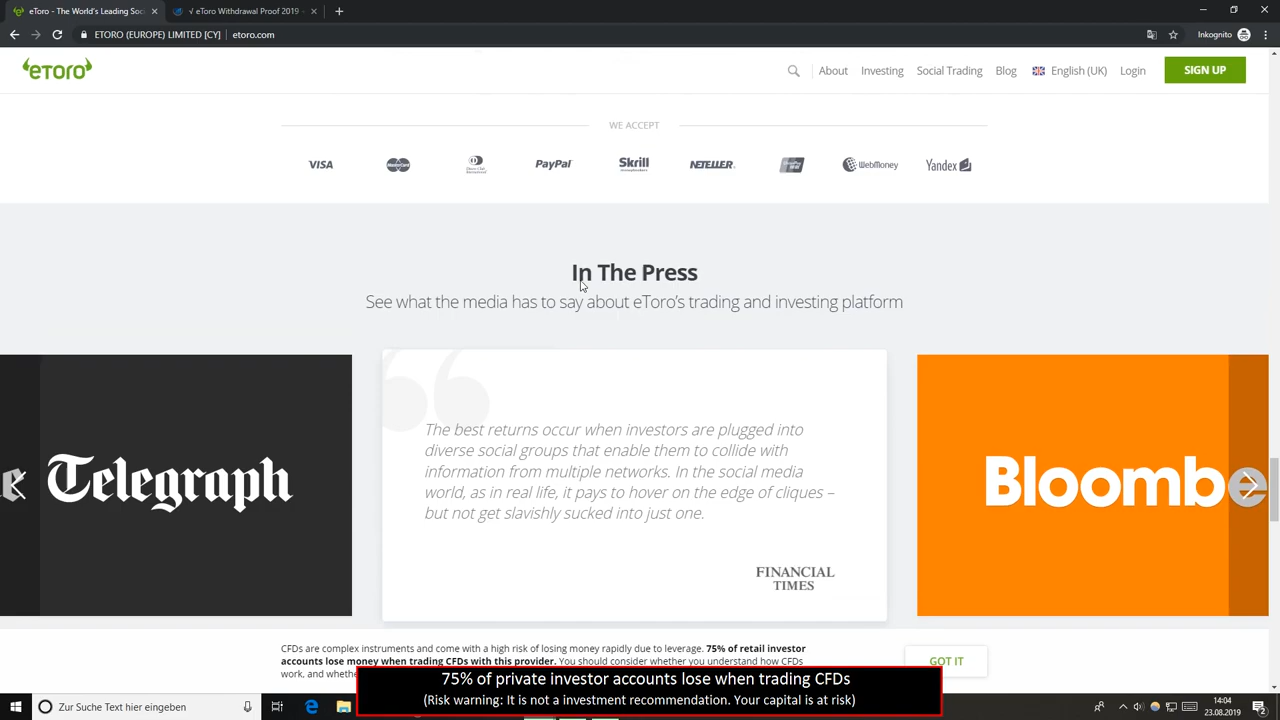 eToro - The World's Leading Soc
√ eToro Withdrawal Proof 2019 -
ETORO (EUROPE) LIMITED [CY]
etoro.com
Inkognito
eToro
About
Investing
Social Trading
Blog
English (UK)
Login
SIGN UP
WE ACCEPT
VISA
MasterCard
Diners Club International
PayPal
Skrill
NETELLER
WebMoney
Yandex
In The Press
See what the media has to say about eToro's trading and investing platform
Telegraph
The best returns occur when investors are plugged into
diverse social groups that enable them to collide with
information from multiple networks. In the social media
world, as in real life, it pays to hover on the edge of cliques –
but not get slavishly sucked into just one.
FINANCIAL
TIMES
Bloombe
CFDs are complex instruments and come with a high risk of losing money rapidly due to leverage. 75% of retail investor
accounts lose money when trading CFDs with this provider. You should consider whether you understand how CFDs
work, and whethe
GOT IT
75% of private investor accounts lose when trading CFDs
(Risk warning: It is not a investment recommendation. Your capital is at risk)
Zur Suche Text hier eingeben
14:04
23.08.2019